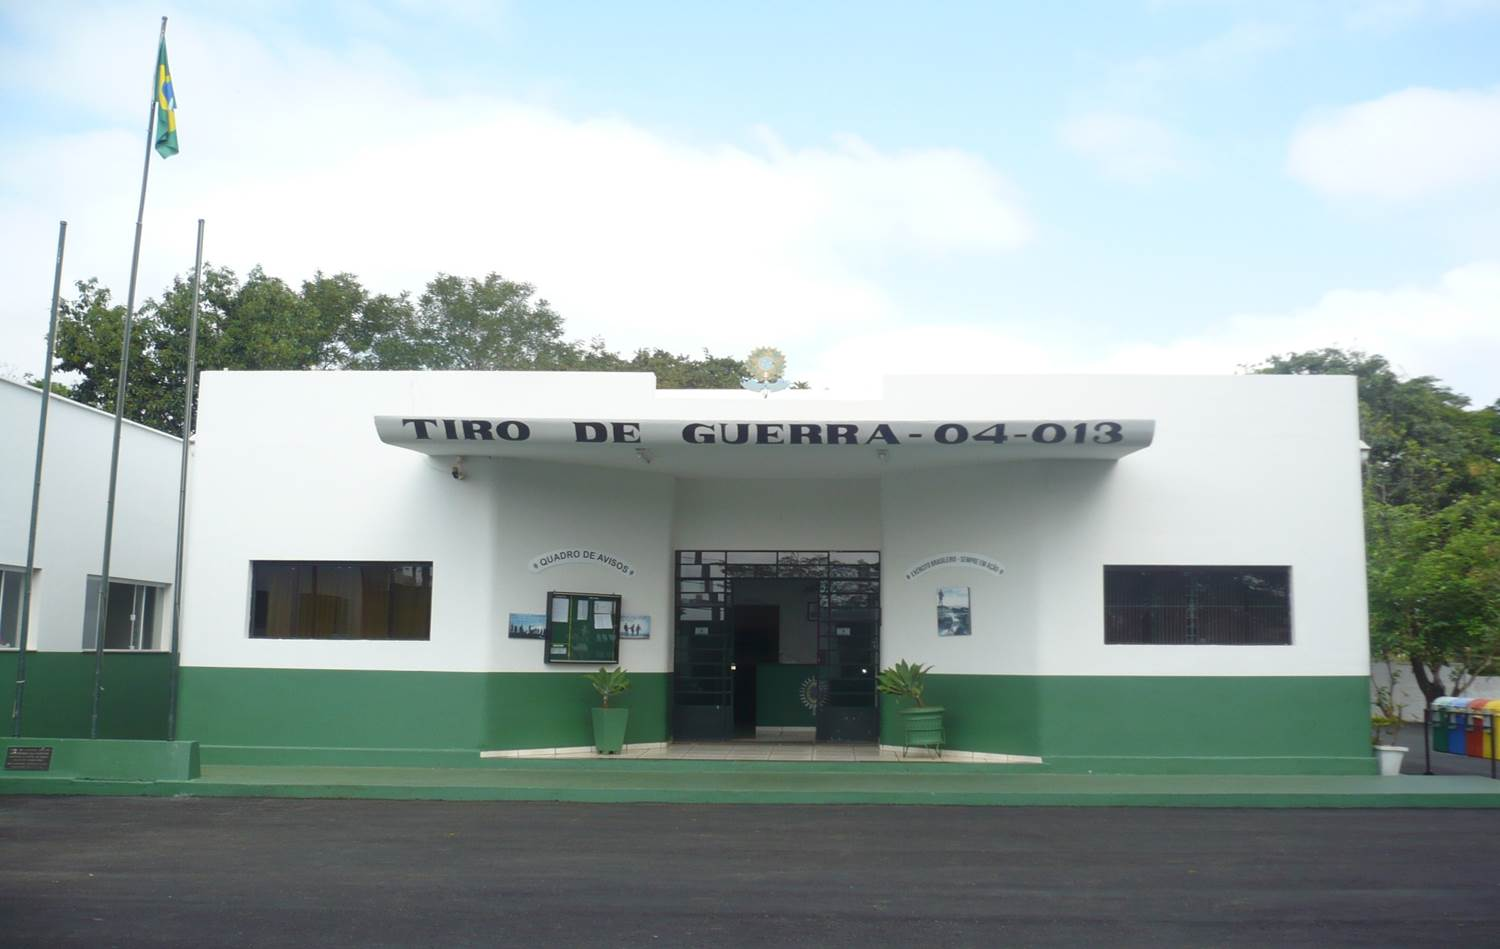 TIRO DE GUERRA - 04 - 013
QUADRO DE AVISOS
EXÉRCITO BRASILEIRO - SEMPRE EM AÇÃO